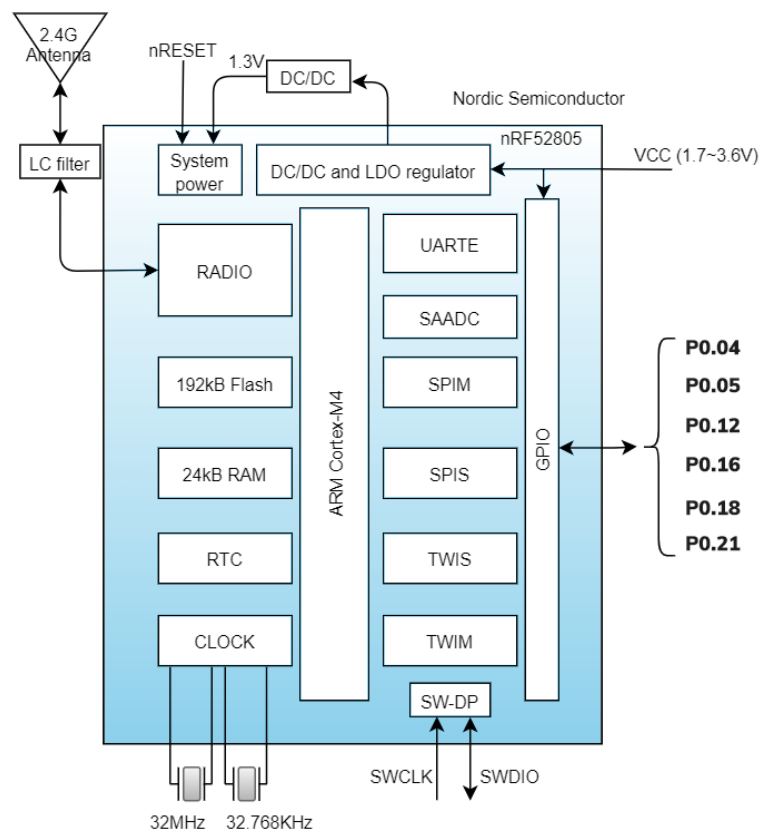 2.4G
Antenna
nRESET
1.3V
DC/DC
Nordic Semiconductor
nRF52805
VCC (1.7~3.6V)
LC filter
System
power
DC/DC and LDO regulator
RADIO
UARTE
SAADC
192kB Flash
SPIM
24kB RAM
SPIS
RTC
TWIS
CLOCK
TWIM
ARM Cortex-M4
GPIO
P0.04
P0.05
P0.12
P0.16
P0.18
P0.21
SW-DP
SWCLK
SWDIO
32MHz
32.768KHz